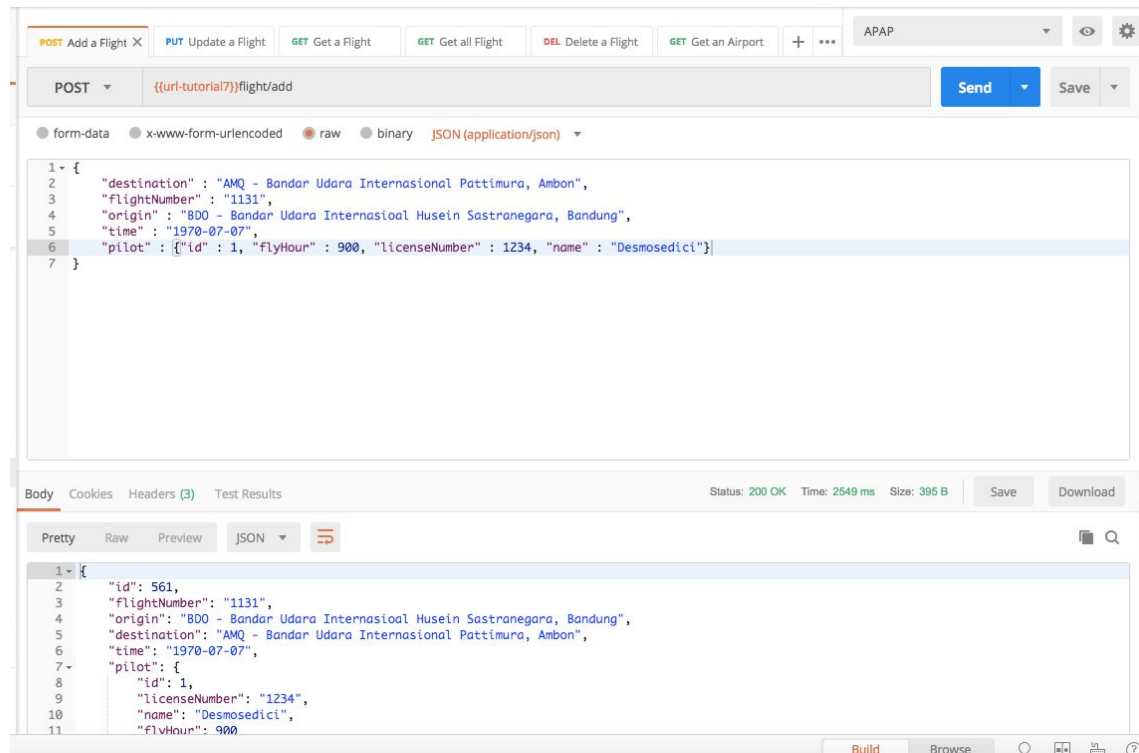 POST Add a Flight X PUT Update a Flight GET Get a Flight GET Get all Flight DEL Delete a Flight GET Get an Airport + ••• APAP
POST {{url-tutorial7}}flight/add Send Save
form-data x-www-form-urlencoded raw binary JSON (application/json)
1 {
2 "destination" : "AMQ - Bandar Udara Internasional Pattimura, Ambon",
3 "flightNumber" : "1131",
4 "origin" : "BDO - Bandar Udara Internasioal Husein Sastranegara, Bandung",
5 "time" : "1970-07-07",
6 "pilot" : {"id" : 1, "flyHour" : 900, "licenseNumber" : 1234, "name" : "Desmosedici"}
7 }
Body Cookies Headers (3) Test Results Status: 200 OK Time: 2549 ms Size: 395 B Save Download
Pretty Raw Preview JSON
1 {
2 "id": 561,
3 "flightNumber": "1131",
4 "origin": "BDO - Bandar Udara Internasioal Husein Sastranegara, Bandung",
5 "destination": "AMQ - Bandar Udara Internasional Pattimura, Ambon",
6 "time": "1970-07-07",
7 "pilot": {
8 "id": 1,
9 "licenseNumber": "1234",
10 "name": "Desmosedici",
11 "flyHour": 900
Build Browse